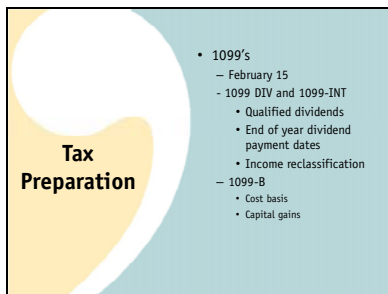 Tax
Preparation
• 1099's
– February 15
- 1099 DIV and 1099-INT
• Qualified dividends
• End of year dividend
payment dates
• Income reclassification
– 1099-B
• Cost basis
• Capital gains